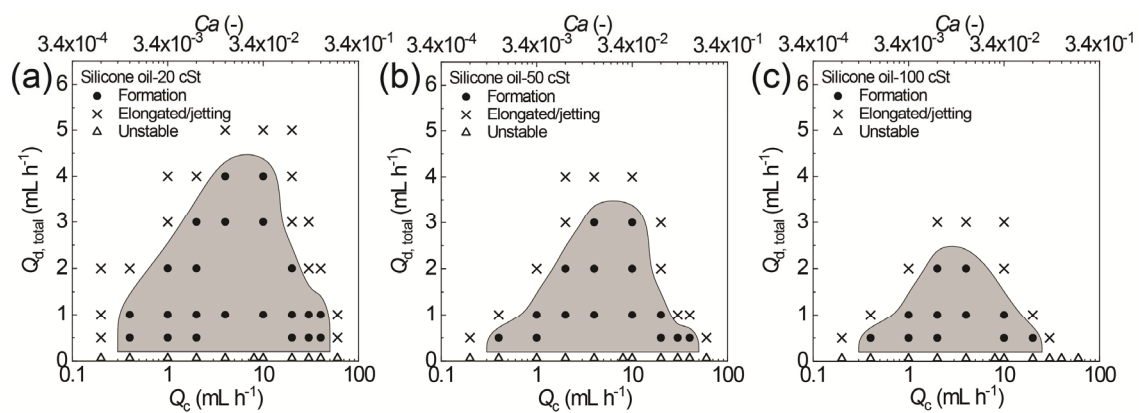 Ca (-)
3.4x10-4 3.4x10-3 3.4x10-2 3.4x10-1
(a)
Silicone oil-20 cSt
Formation
Elongated/jetting
Unstable
Qd, total (mL h-1)
6
5
4
3
2
1
0
0.1 1 10 100
Qc (mL h-1)
Ca (-)
3.4x10-4 3.4x10-3 3.4x10-2 3.4x10-1
(b)
Silicone oil-50 cSt
Formation
Elongated/jetting
Unstable
Qd, total (mL h-1)
6
5
4
3
2
1
0
0.1 1 10 100
Qc (mL h-1)
Ca (-)
3.4x10-4 3.4x10-3 3.4x10-2 3.4x10-1
(c)
Silicone oil-100 cSt
Formation
Elongated/jetting
Unstable
Qd, total (mL h-1)
6
5
4
3
2
1
0
0.1 1 10 100
Qc (mL h-1)